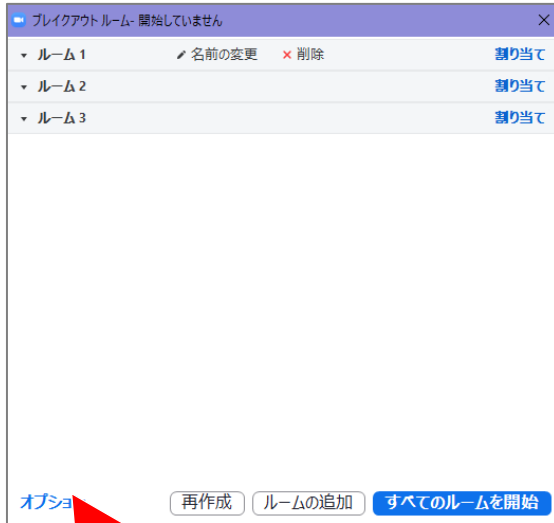 ブレイクアウト ルーム- 開始していません
ルーム 1 名前の変更 削除 割り当て
ルーム 2 割り当て
ルーム 3 割り当て
オプショ
再作成 ルームの追加 すべてのルームを開始